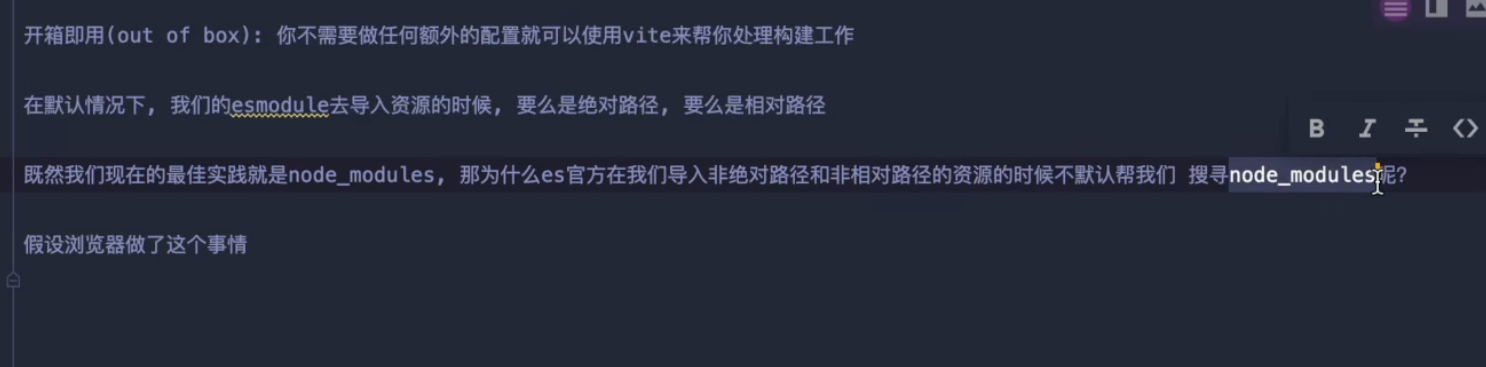 开箱即用(out of box): 你不需要做任何额外的配置就可以使用vite来帮你处理构建工作
在默认情况下, 我们的esmodule去导入资源的时候, 要么是绝对路径, 要么是相对路径
既然我们现在的最佳实践就是node_modules, 那为什么es官方在我们导入非绝对路径和非相对路径的资源的时候不默认帮我们 搜寻node_modules呢?
假设浏览器做了这个事情